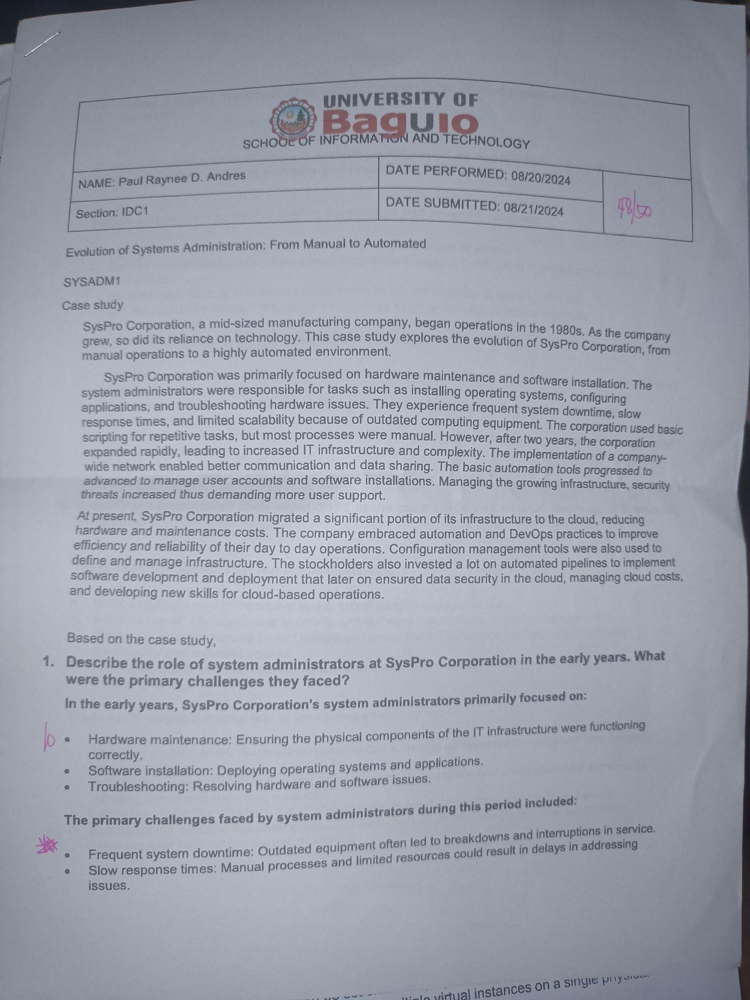 UNIVERSITY OF
BaguIo
SCHOOL OF INFORMATION AND TECHNOLOGY
NAME: Paul Raynee D. Andres
DATE PERFORMED: 08/20/2024
48/50
Section: IDC1
DATE SUBMITTED: 08/21/2024
Evolution of Systems Administration: From Manual to Automated
SYSADM1
Case study
SysPro Corporation, a mid-sized manufacturing company, began operations in the 1980s. As the company
grew, so did its reliance on technology. This case study explores the evolution of SysPro Corporation, from
manual operations to a highly automated environment.
SysPro Corporation was primarily focused on hardware maintenance and software installation. The
system administrators were responsible for tasks such as installing operating systems, configuring
applications, and troubleshooting hardware issues. They experience frequent system downtime, slow
response times, and limited scalability because of outdated computing equipment. The corporation used basic
scripting for repetitive tasks, but most processes were manual. However, after two years, the corporation
expanded rapidly, leading to increased IT infrastructure and complexity. The implementation of a company-
wide network enabled better communication and data sharing. The basic automation tools progressed to
advanced to manage user accounts and software installations. Managing the growing infrastructure, security
threats increased thus demanding more user support.
At present, SysPro Corporation migrated a significant portion of its infrastructure to the cloud, reducing
hardware and maintenance costs. The company embraced automation and DevOps practices to improve
efficiency and reliability of their day to day operations. Configuration management tools were also used to
define and manage infrastructure. The stockholders also invested a lot on automated pipelines to implement
software development and deployment that later on ensured data security in the cloud, managing cloud costs,
and developing new skills for cloud-based operations.
Based on the case study,
1. Describe the role of system administrators at SysPro Corporation in the early years. What
were the primary challenges they faced?
In the early years, SysPro Corporation's system administrators primarily focused on:
10
• Hardware maintenance: Ensuring the physical components of the IT infrastructure were functioning
correctly.
• Software installation: Deploying operating systems and applications.
• Troubleshooting: Resolving hardware and software issues.
The primary challenges faced by system administrators during this period included:
• Frequent system downtime: Outdated equipment often led to breakdowns and interruptions in service.
• Slow response times: Manual processes and limited resources could result in delays in addressing
issues.
virtual instances on a single